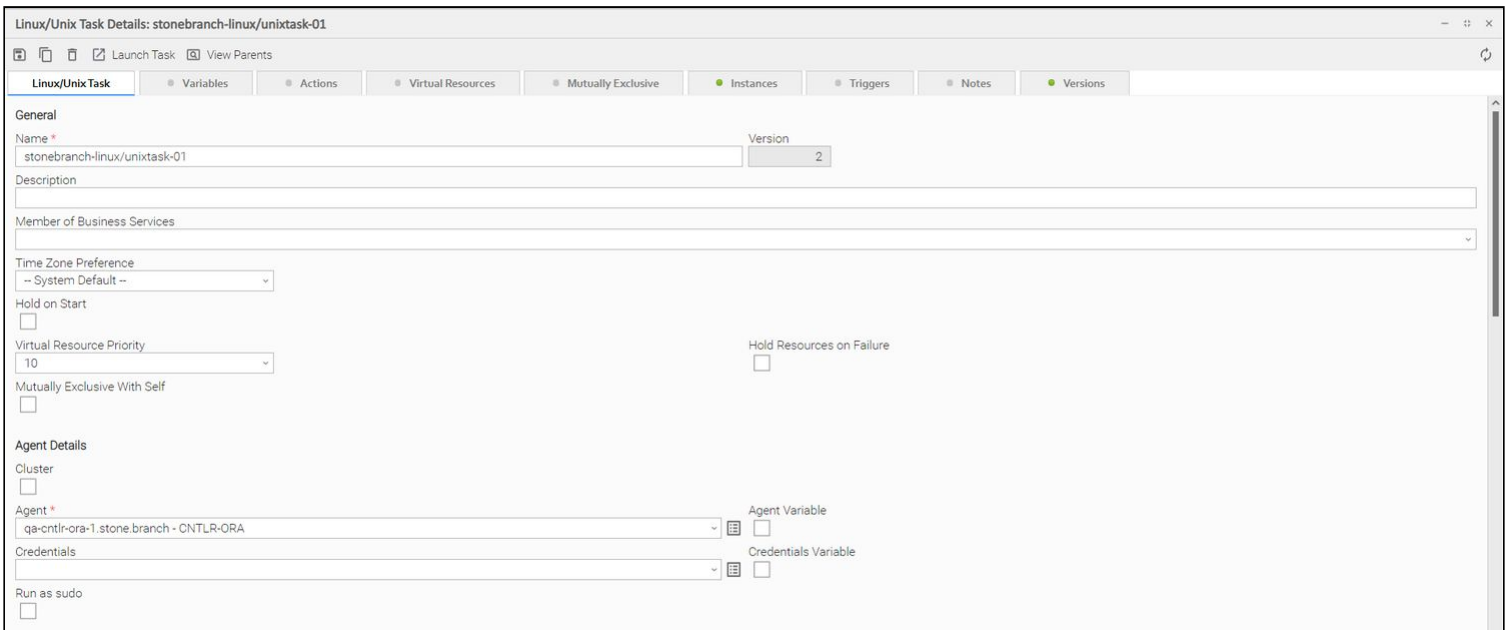 Linux/Unix Task Details: stonebranch-linux/unixtask-01
Launch Task View Parents
Linux/Unix Task Variables Actions Virtual Resources Mutually Exclusive Instances Triggers Notes Versions
General
Name * Version
stonebranch-linux/unixtask-01 2
Description
Member of Business Services
Time Zone Preference
-- System Default --
Hold on Start
Virtual Resource Priority Hold Resources on Failure
10
Mutually Exclusive With Self
Agent Details
Cluster
Agent * Agent Variable
qa-cntlr-ora-1.stone.branch - CNTLR-ORA
Credentials Credentials Variable
Run as sudo